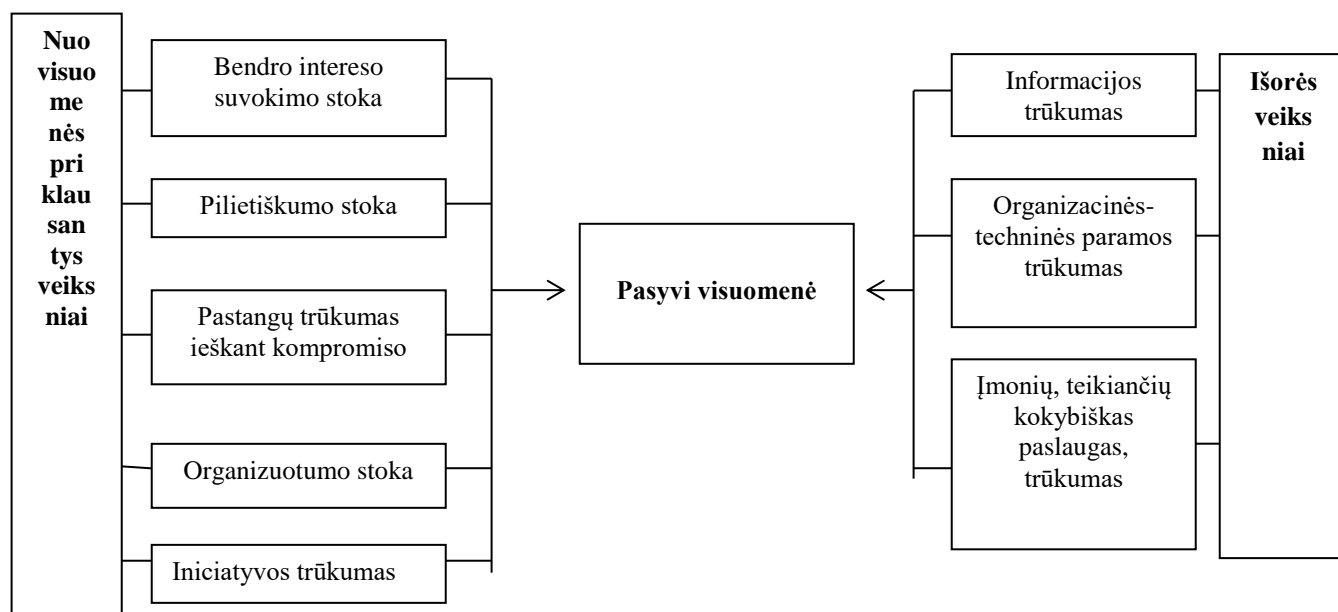 Nuo
visuo
me
nės
pri
klau
san
tys
veiks
niai
Bendro intereso
suvokimo stoka
Pilietiškumo stoka
Pastangų trūkumas
ieškant kompromiso
Organizuotumo stoka
Iniciatyvos trūkumas
Pasyvi visuomenė
Informacijos
trūkumas
Organizacinės-
techninės paramos
trūkumas
Įmonių, teikiančių
kokybiškas
paslaugas,
trūkumas
Išorės
veiks
niai